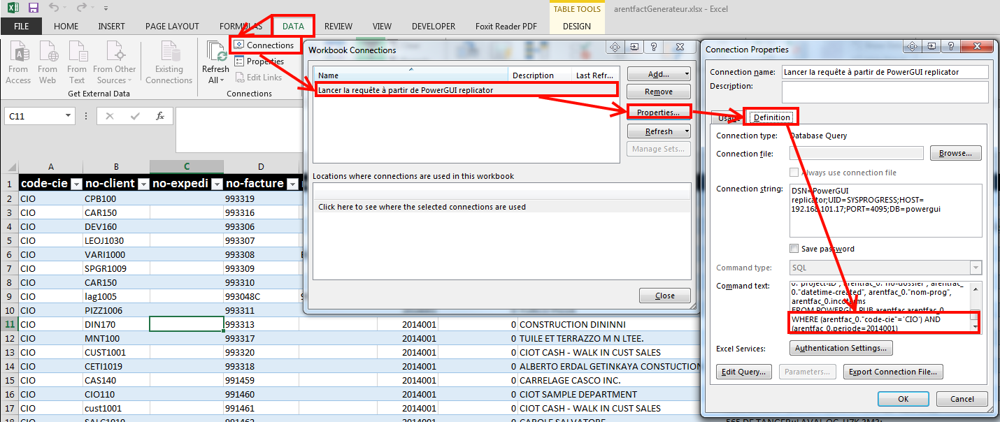 TABLE TOOLS
arentfactGenerateur.xlsx - Excel
FILE HOME INSERT PAGE LAYOUT FORMULAS DATA REVIEW VIEW DEVELOPER Foxit Reader PDF DESIGN
From Access
From Web
From Text
From Other Sources
Existing Connections
Get External Data
Refresh All
Connections
Properties
Edit Links
Connections
C11
fx
A B C D
1 code-cie no-client no-expedi no-facture
2 CIO CPB100 993319
3 CIO CAR150 993316
4 CIO DEV160 993306
5 CIO LEOJ1030 993307
6 CIO VARI1000 993308
7 CIO SPGR1009 993309
8 CIO CAR150 993310
9 CIO lag1005 993048C
10 CIO PIZZ1006 993311
11 CIO DIN170 993313 2014001 0 CONSTRUCTION DININNI
12 CIO MNT100 993317 2014001 0 TUILE ET TERRAZZO M N LTEE.
13 CIO CUST1001 993320 2014001 0 CIOT CASH - WALK IN CUST SALES
14 CIO CETI1019 993318 2014001 0 ALBERTO ERDAL GETINKAYA CONSTUCTION
15 CIO CAS140 991459 2014001 0 CARRELAGE CASCO INC.
16 CIO CIO110 991460 2014001 0 CIOT SAMPLE DEPARTMENT
17 CIO cust1001 991461 2014001 0 CIOT CASH - WALK IN CUST SALES
18 CIO SALC1010 991462 2014001 0 CAROLE SALVATORE
Workbook Connections
Name Description Last Refr...
Lancer la requête à partir de PowerGUI replicator
Add...
Remove
Properties...
Refresh
Manage Sets...
Locations where connections are used in this workbook
Click here to see where the selected connections are used
Close
Connection Properties
Connection name: Lancer la requête à partir de PowerGUI replicator
Description:
Usage Definition
Connection type: Database Query
Connection file: Browse...
Always use connection file
Connection string: DSN=PowerGUI
replicator;UID=SYSPROGRESS;HOST=
192.168.101.17;PORT=4095;DB=powergui
Save password
Command type: SQL
Command text: 0."project-ID", arentfac_0."no-dossier", arentfac_
0."datetime-created", arentfac_0."nom-prog",
arentfac_0.incoterms
FROM POWERGUI.PUB.arentfac arentfac_0
WHERE (arentfac_0."code-cie"='CIO') AND
(arentfac_0.periode=2014001)
Excel Services: Authentication Settings...
Edit Query... Parameters... Export Connection File...
OK Cancel